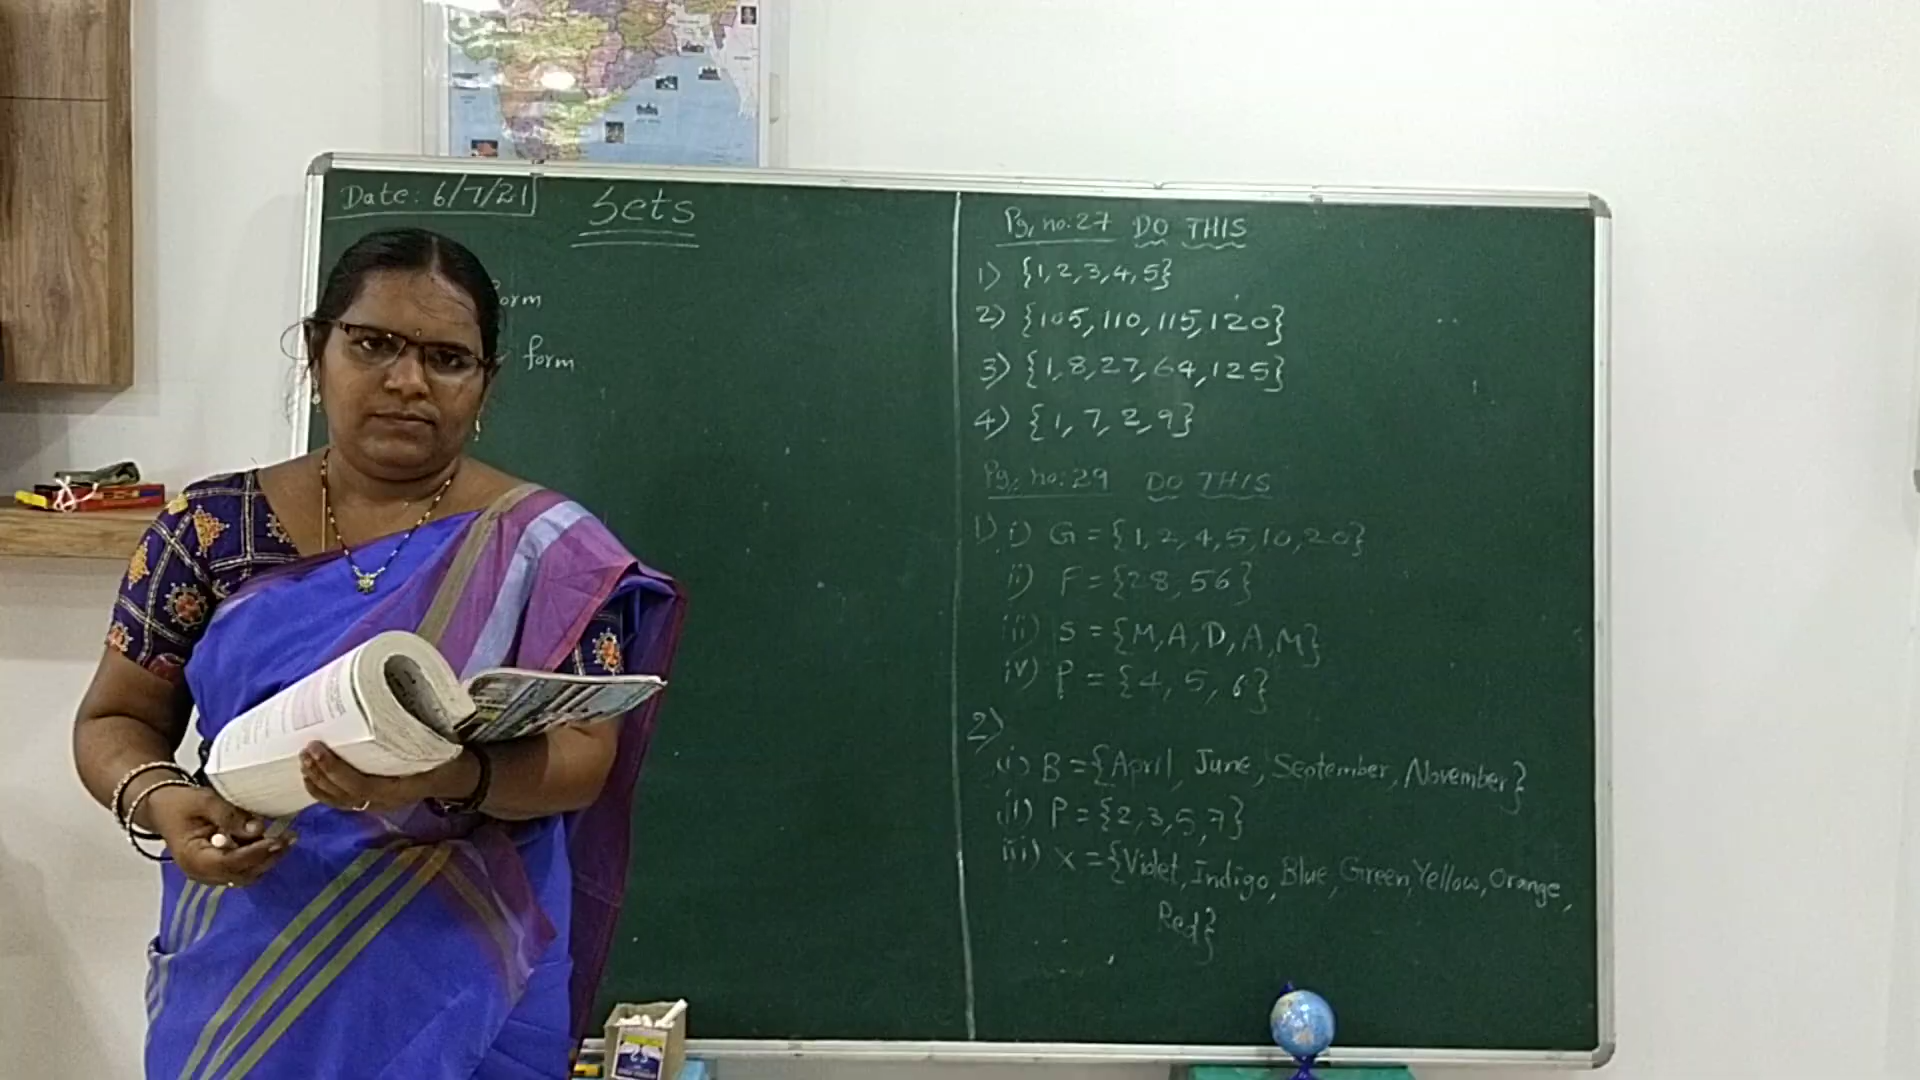 Date: 6/7/21
Sets
form
form
Pg, no: 27 DO THIS
1) {1, 2, 3, 4, 5}
2) {105, 110, 115, 120}
3) {1, 8, 27, 64, 125}
4) {1, 7, 2, 9}
Pg, no: 29 DO THIS
1) i) G = {1, 2, 4, 5, 10, 20}
ii) F = {28, 56}
iii) S = {M, A, D, A, M}
iv) P = {4, 5, 6}
2)
i) B = {April, June, September, November}
ii) P = {2, 3, 5, 7}
iii) X = {Violet, Indigo, Blue, Green, Yellow, Orange,
Red}